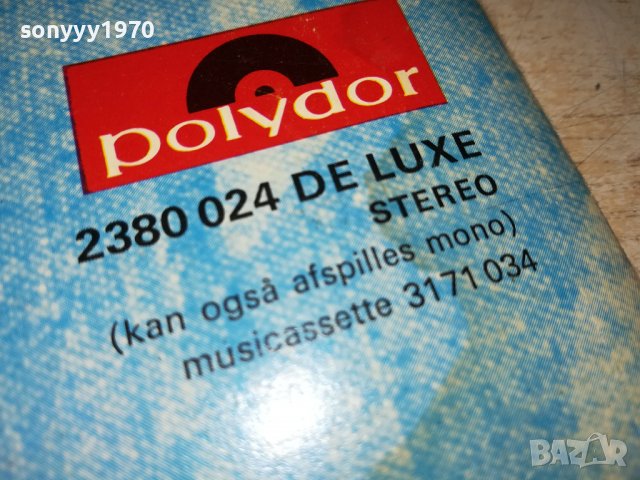 sonyyy1970
polydor
2380 024 DE LUXE
STEREO
(kan også afspilles mono)
musicassette 3171 034
BAZAR